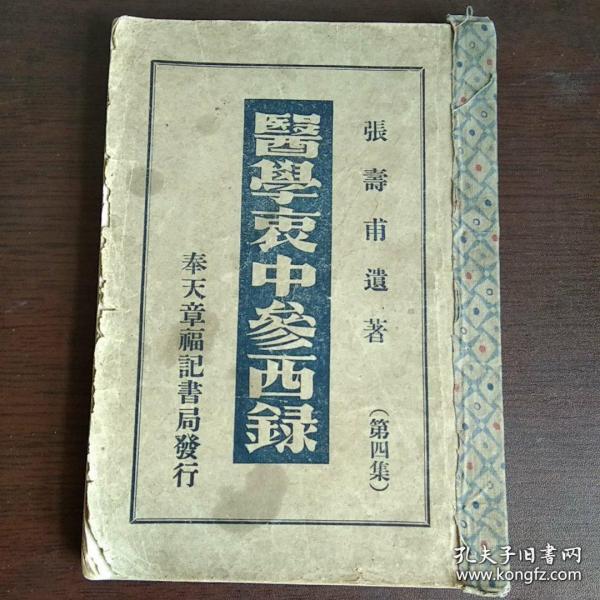 張壽甫遺著
（第四集）
醫學衷中參西録
奉天章福記書局發行
孔夫子旧书网
www.kongfz.com